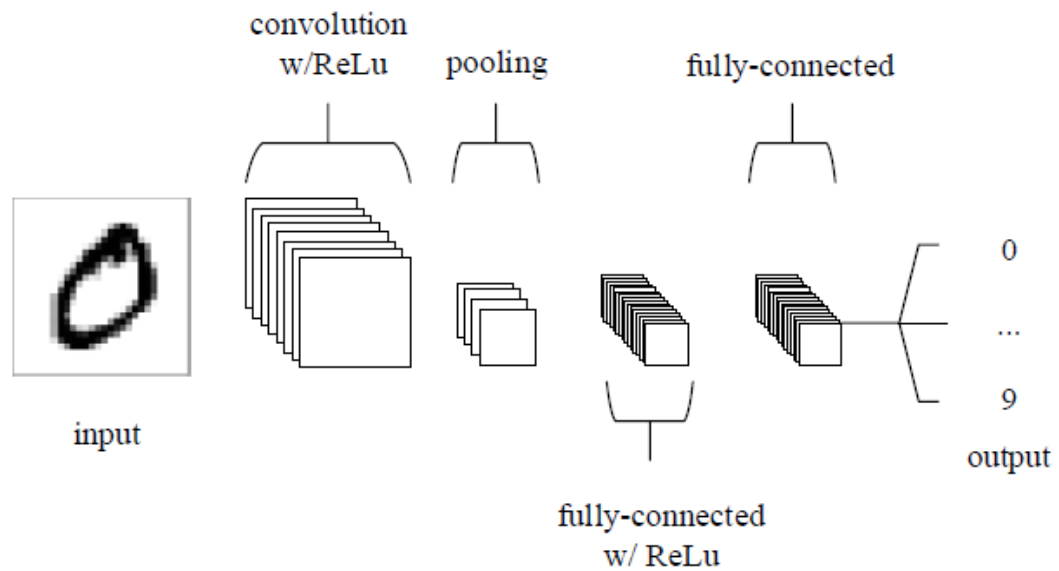 convolution
w/ReLu
pooling
fully-connected
0
...
9
input
output
fully-connected
w/ ReLu